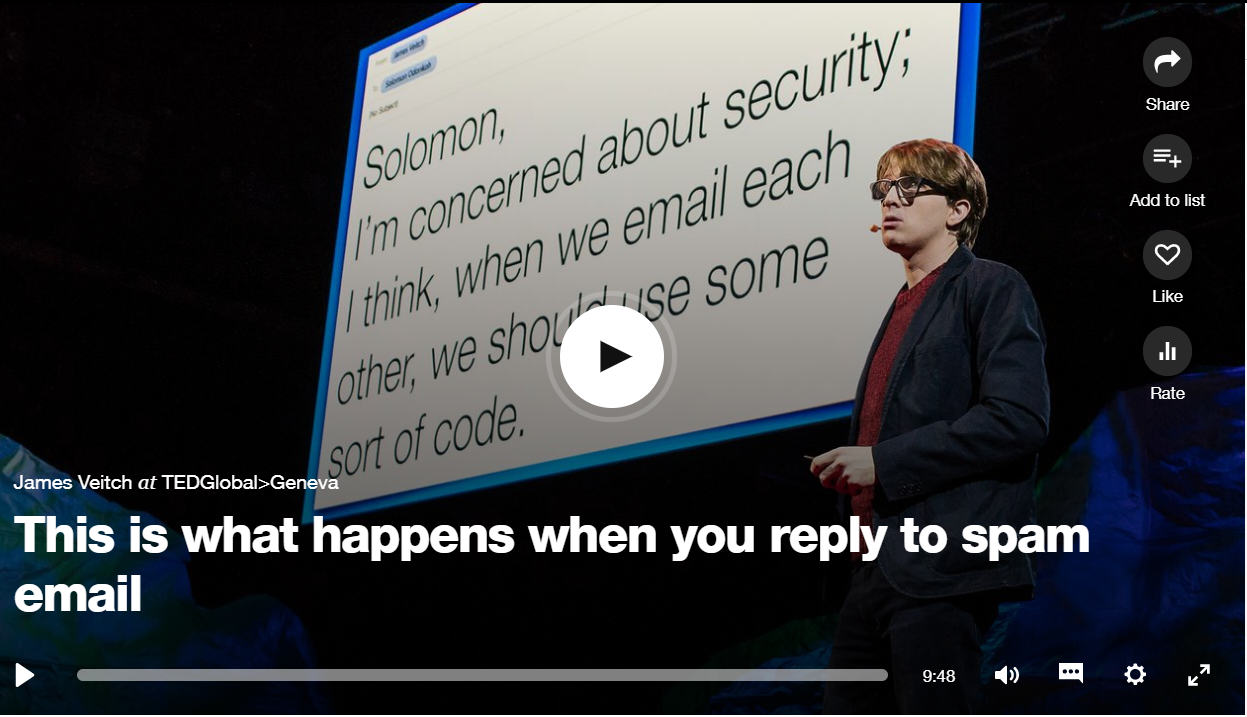 From: James Veitch
To: Solomon Odonkoh
(No Subject)
Solomon,
I'm concerned about security;
I think, when we email each
other, we should use some
sort of code.
Share
Add to list
Like
Rate
James Veitch at TEDGlobal>Geneva
This is what happens when you reply to spam
email
9:48